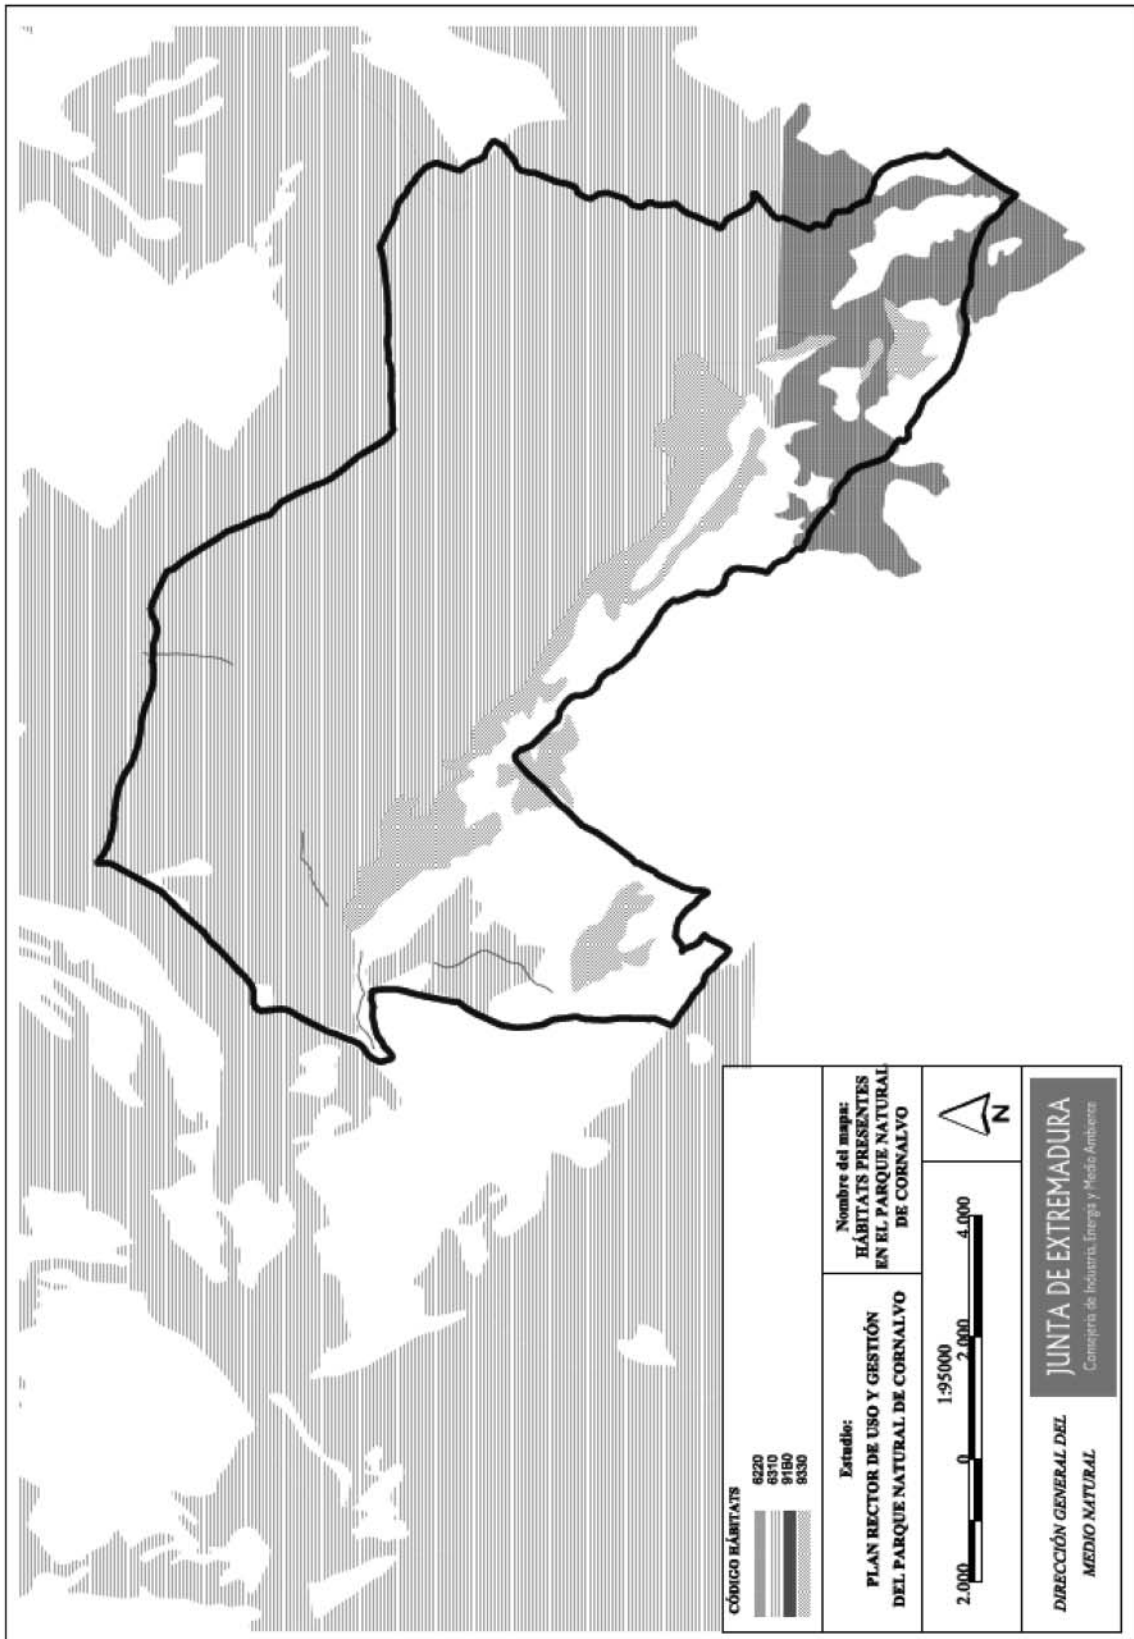 CÓDIGO HÁBITATS
6220
6310
91B0
9330
Estudio:
PLAN RECTOR DE USO Y GESTIÓN
DEL PARQUE NATURAL DE CORNALVO
Nombre del mapa:
HÁBITATS PRESENTES
EN EL PARQUE NATURAL
DE CORNALVO
1:95000
2.000 0 2.000 4.000
N
DIRECCIÓN GENERAL DEL
MEDIO NATURAL
JUNTA DE EXTREMADURA
Consejería de Industria, Energía y Medio Ambiente